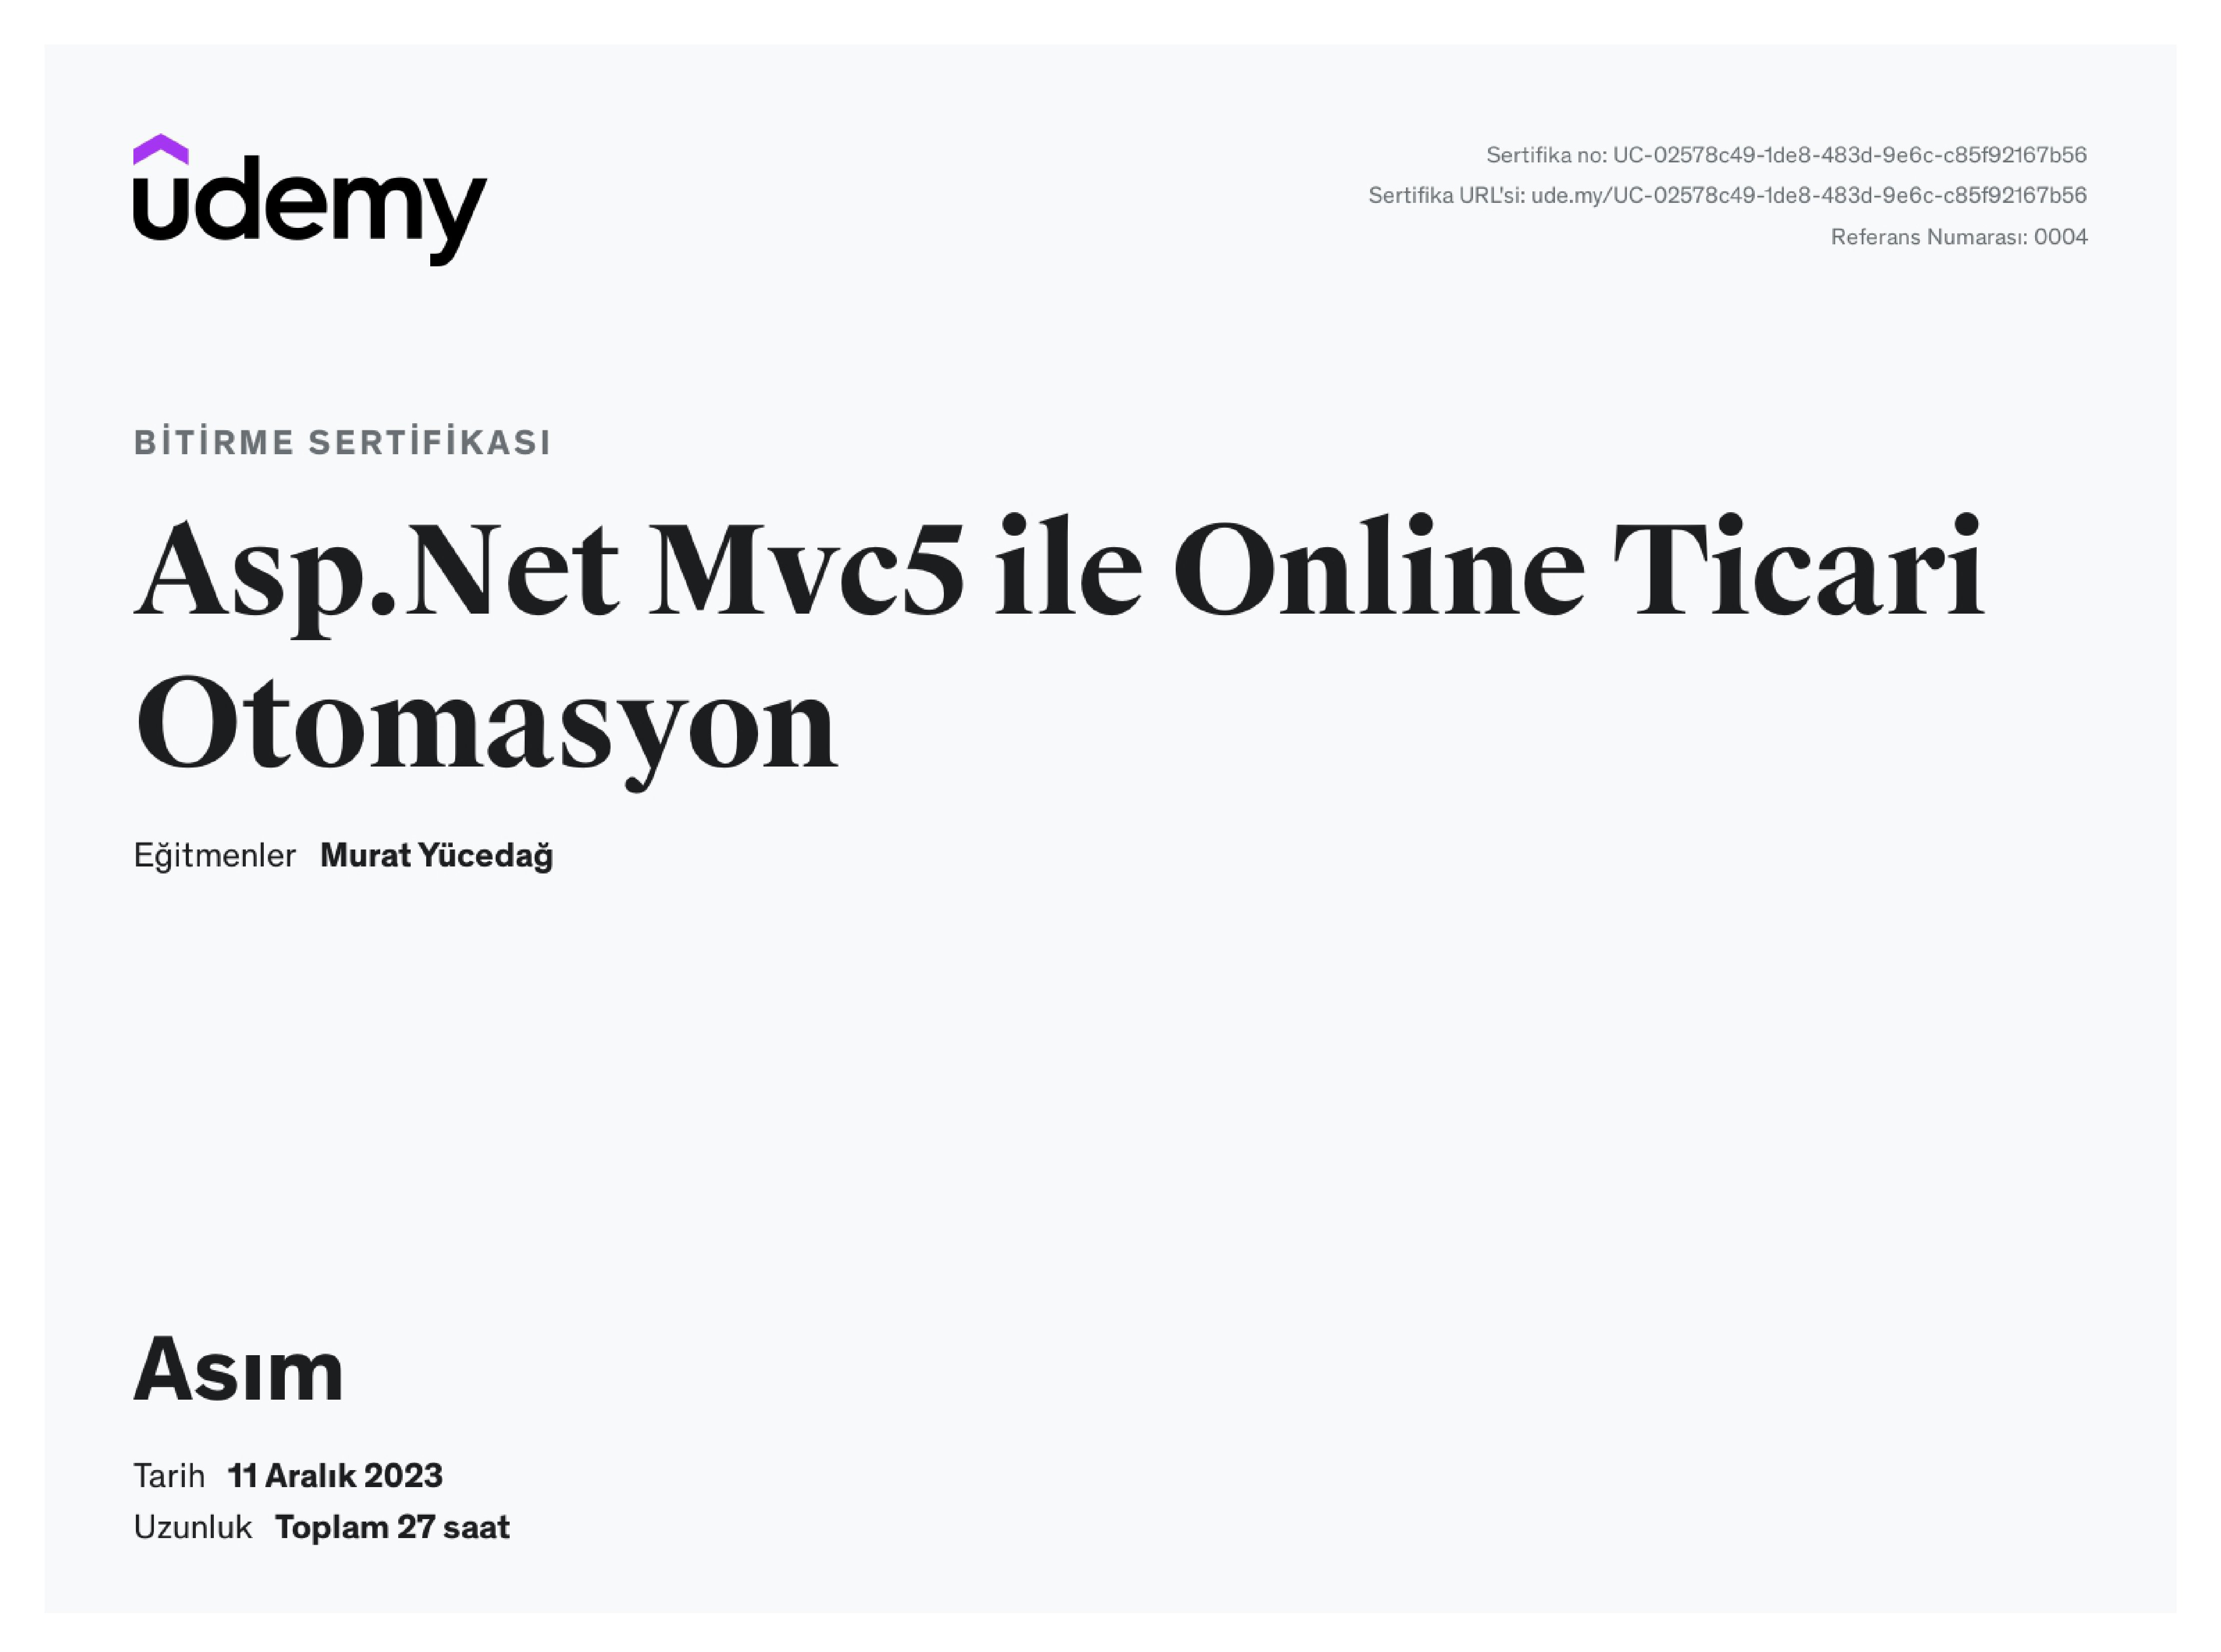 udemy
Sertifika no: UC-02578c49-1de8-483d-9e6c-c85f92167b56
Sertifika URL'si: ude.my/UC-02578c49-1de8-483d-9e6c-c85f92167b56
Referans Numarası: 0004
BİTİRME SERTİFİKASI
Asp.Net Mvc5 ile Online Ticari
Otomasyon
Eğitmenler Murat Yücedağ
Asım
Tarih 11 Aralık 2023
Uzunluk Toplam 27 saat